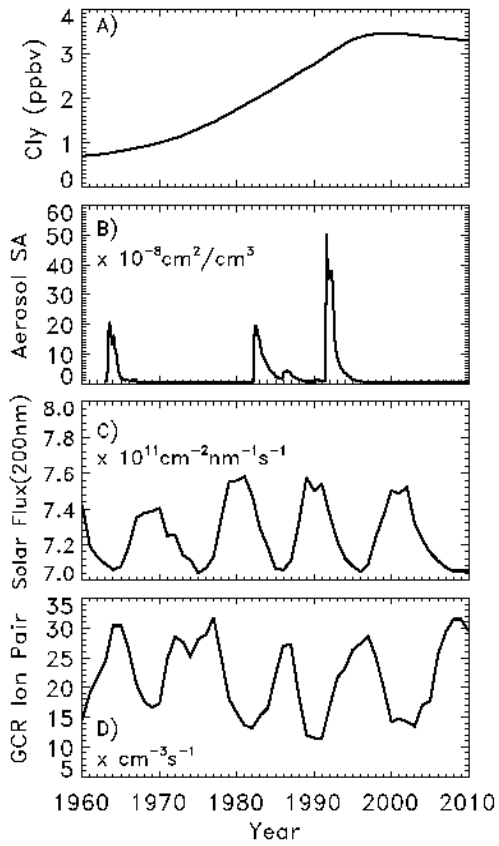 A)
4
3
2
1
0
Cly (ppbv)
B)
x 10⁻⁸cm²/cm³
60
50
40
30
20
10
0
Aerosol SA
C)
x 10¹¹cm⁻²nm⁻¹s⁻¹
8.0
7.6
7.4
7.2
7.0
Solar Flux(200nm)
35
30
25
20
15
10
5
GCR Ion Pair
D)
x cm⁻³s⁻¹
1960 1970 1980 1990 2000 2010
Year